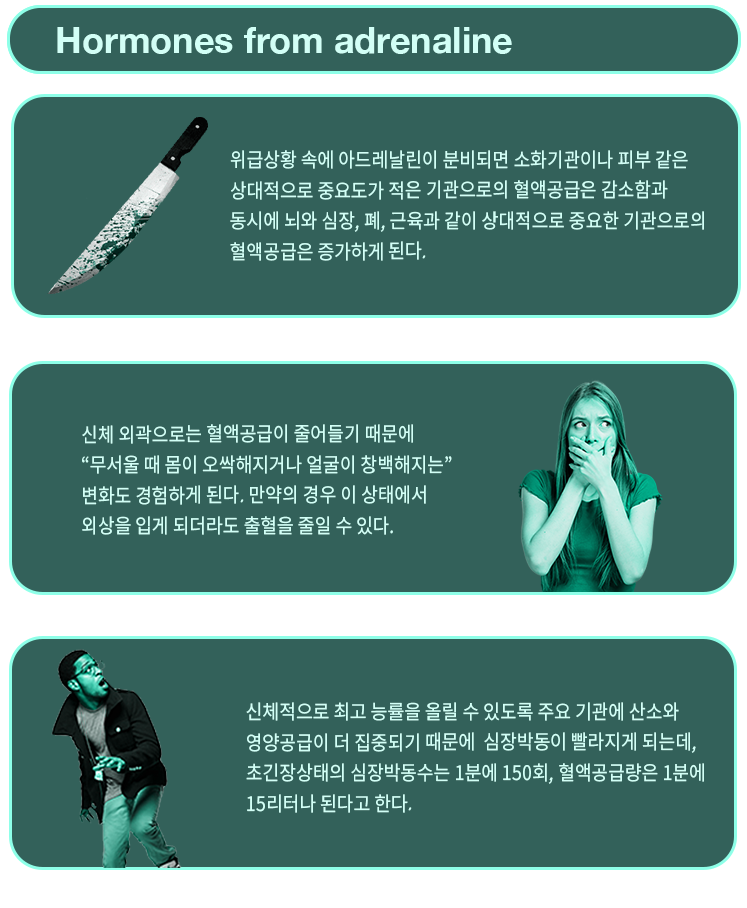 Hormones from adrenaline
위급상황 속에 아드레날린이 분비되면 소화기관이나 피부 같은
상대적으로 중요도가 적은 기관으로의 혈액공급은 감소함과
동시에 뇌와 심장, 폐, 근육과 같이 상대적으로 중요한 기관으로의
혈액공급은 증가하게 된다.
신체 외곽으로는 혈액공급이 줄어들기 때문에
“무서울 때 몸이 오싹해지거나 얼굴이 창백해지는”
변화도 경험하게 된다. 만약의 경우 이 상태에서
외상을 입게 되더라도 출혈을 줄일 수 있다.
신체적으로 최고 능률을 올릴 수 있도록 주요 기관에 산소와
영양공급이 더 집중되기 때문에 심장박동이 빨라지게 되는데,
초긴장상태의 심장박동수는 1분에 150회, 혈액공급량은 1분에
15리터나 된다고 한다.